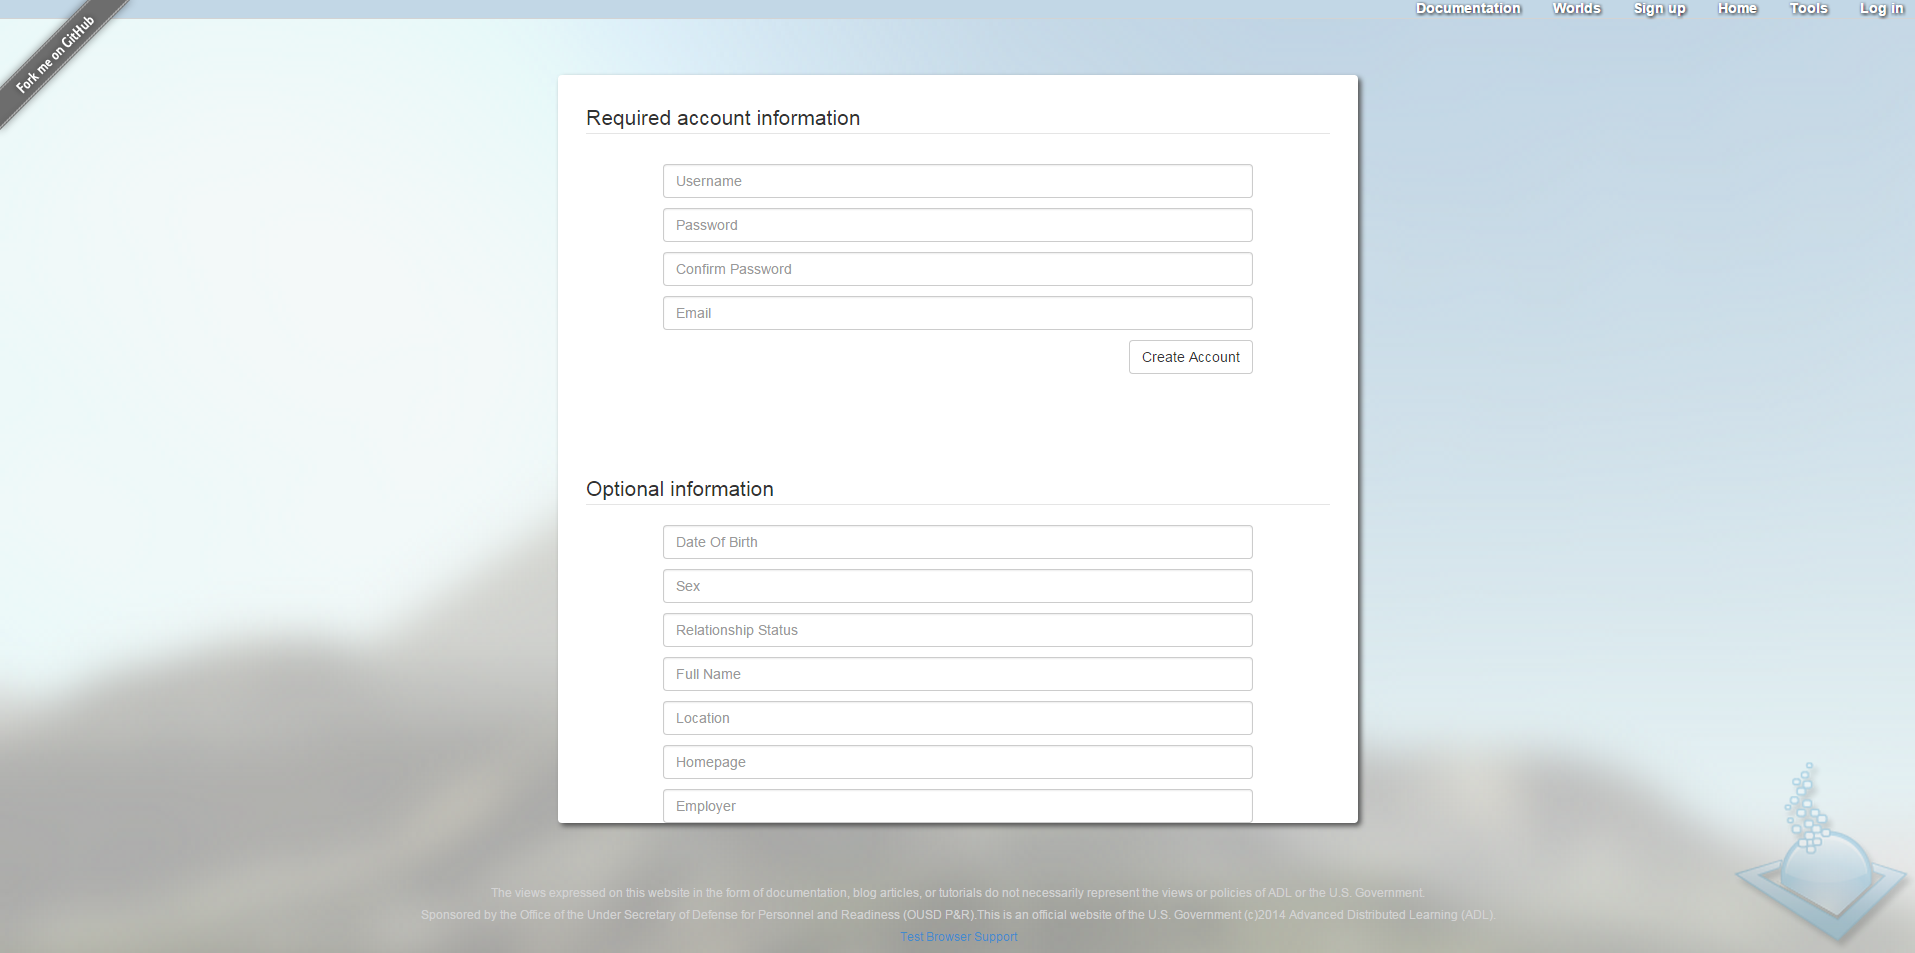 Documentation Worlds Sign up Home Tools Log in
Fork me on GitHub
Required account information
Username
Password
Confirm Password
Email
Create Account
Optional information
Date Of Birth
Sex
Relationship Status
Full Name
Location
Homepage
Employer
The views expressed on this website in the form of documentation, blog articles, or tutorials do not necessarily represent the views or policies of ADL or the U.S. Government.
Sponsored by the Office of the Under Secretary of Defense for Personnel and Readiness (OUSD P&R).This is an official website of the U.S. Government (c)2014 Advanced Distributed Learning (ADL).
Test Browser Support